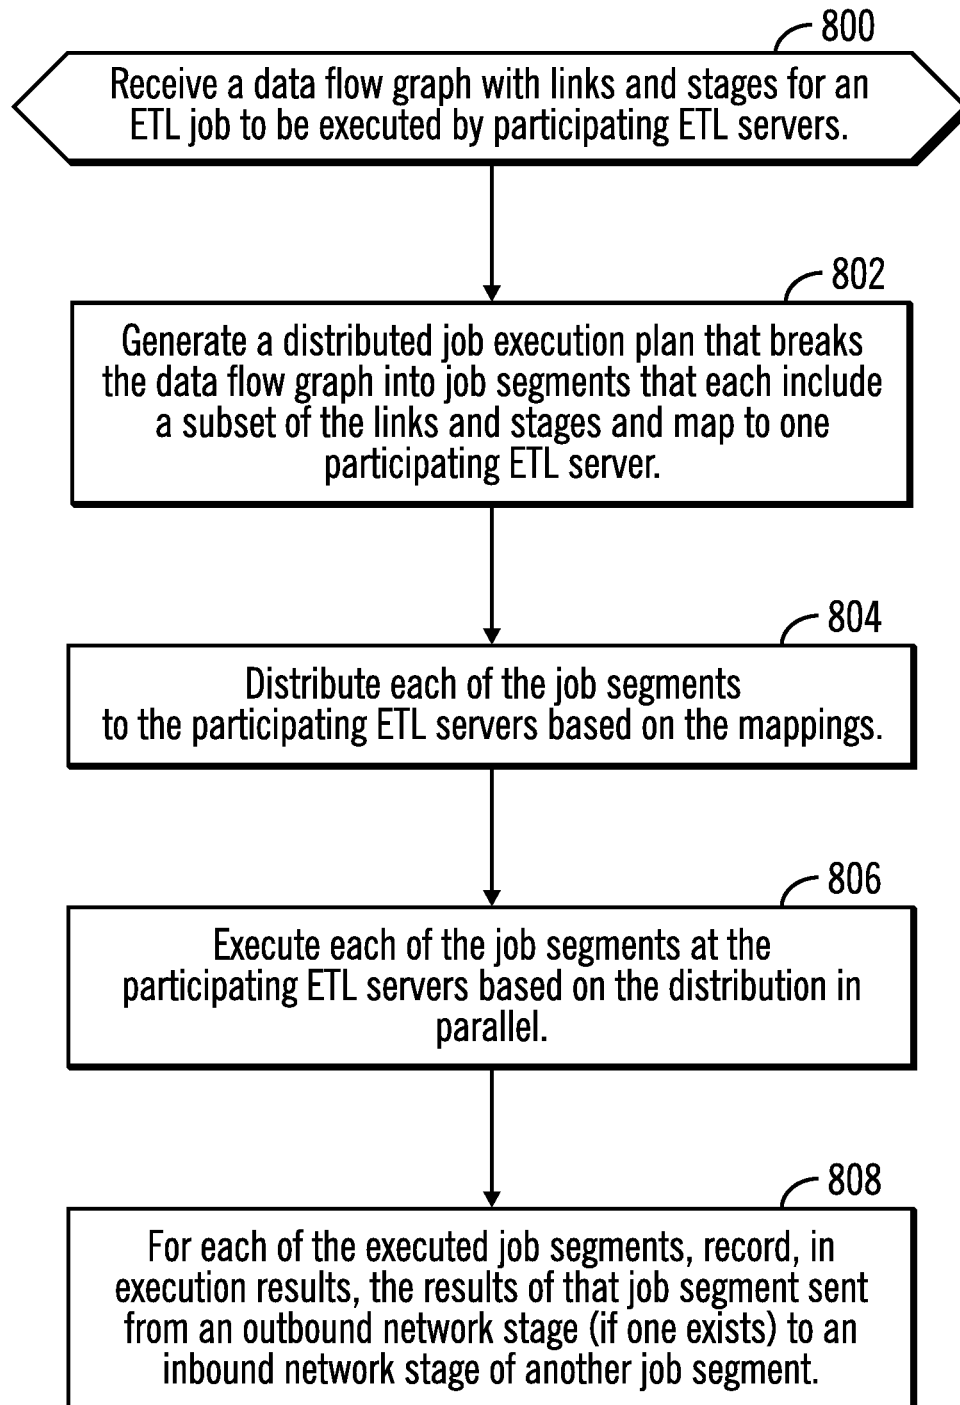 800
Receive a data flow graph with links and stages for an
ETL job to be executed by participating ETL servers.
802
Generate a distributed job execution plan that breaks
the data flow graph into job segments that each include
a subset of the links and stages and map to one
participating ETL server.
804
Distribute each of the job segments
to the participating ETL servers based on the mappings.
806
Execute each of the job segments at the
participating ETL servers based on the distribution in
parallel.
808
For each of the executed job segments, record, in
execution results, the results of that job segment sent
from an outbound network stage (if one exists) to an
inbound network stage of another job segment.